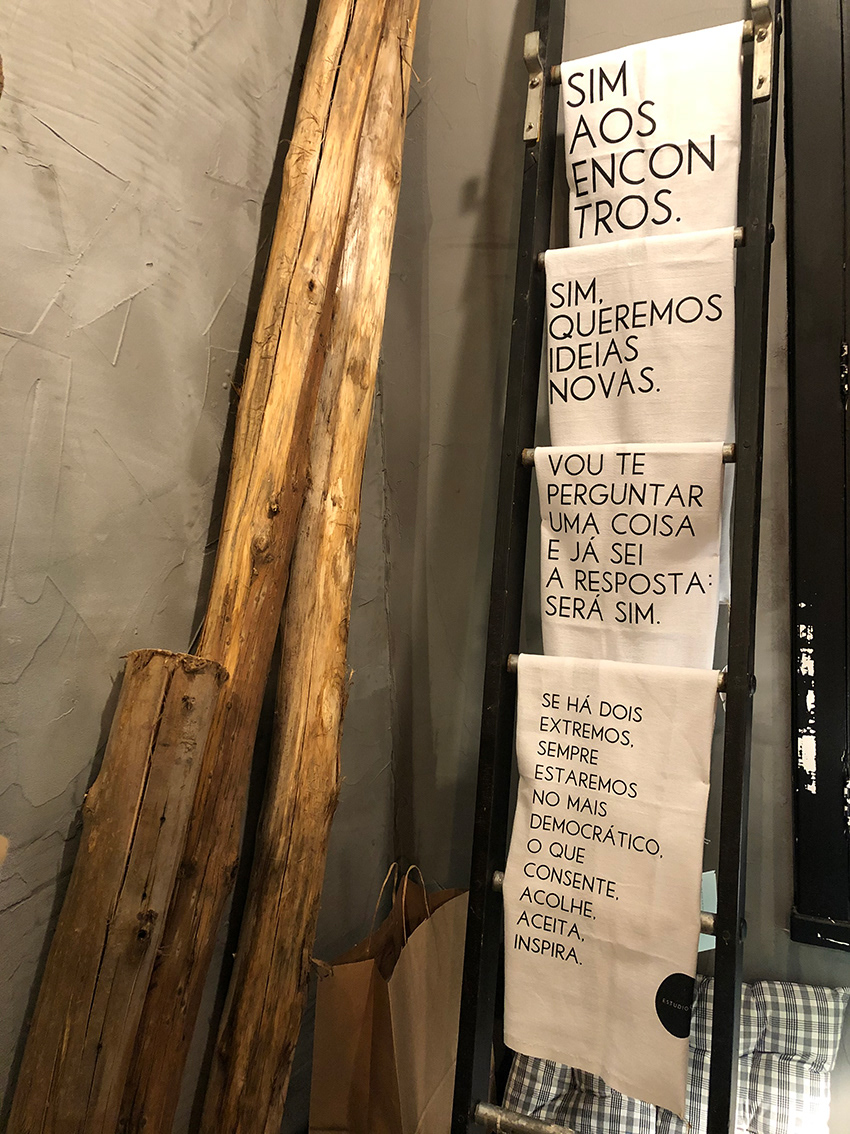 SIM
AOS
ENCON
TROS.
SIM,
QUEREMOS
IDEIAS
NOVAS.
VOU TE
PERGUNTAR
UMA COISA
E JÁ SEI
A RESPOSTA:
SERÁ SIM.
SE HÁ DOIS
EXTREMOS,
SEMPRE
ESTAREMOS
NO MAIS
DEMOCRÁTICO,
O QUE
CONSENTE,
ACOLHE,
ACEITA,
INSPIRA.
ESTUDIO